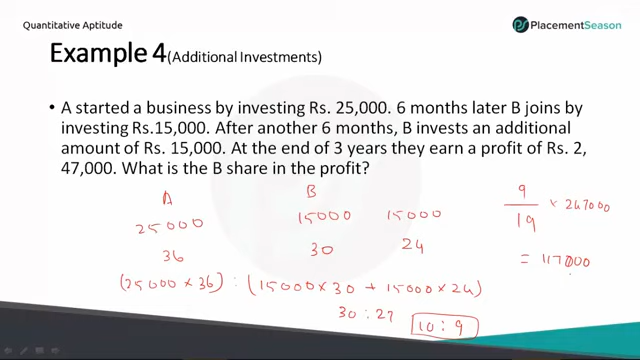 Quantitative Aptitude
PlacementSeason
Example 4(Additional Investments)
• A started a business by investing Rs. 25,000. 6 months later B joins by
investing Rs.15,000. After another 6 months, B invests an additional
amount of Rs. 15,000. At the end of 3 years they earn a profit of Rs. 2,
47,000. What is the B share in the profit?
A B
25000 15000 15000
36 30 24
(25000 × 36) : (15000 × 30 + 15000 × 24)
30 : 27
10 : 9
9/19 × 247000
= 117000